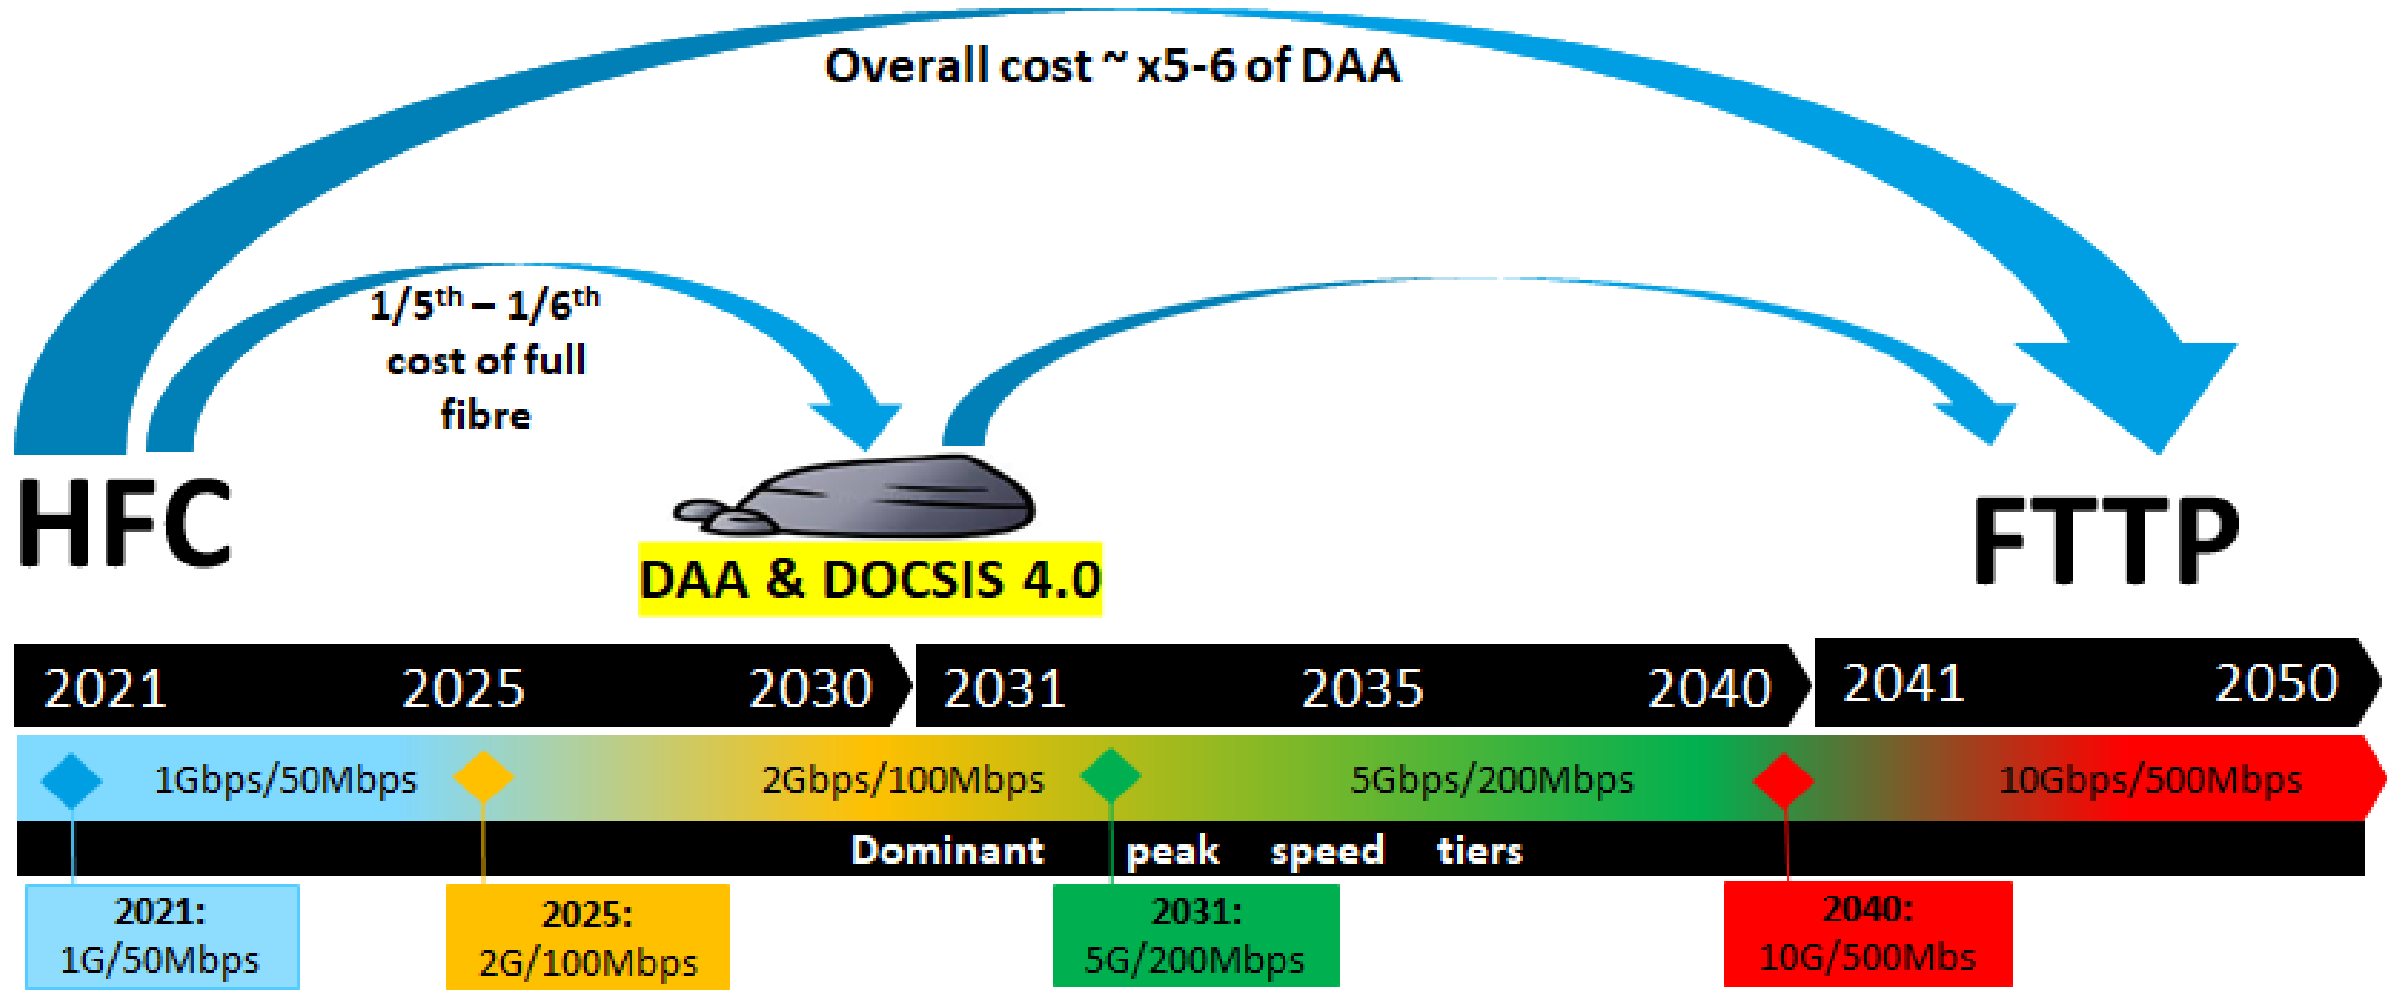 Overall cost ~ x5-6 of DAA
1/5th – 1/6th
cost of full
fibre
HFC
FTTP
DAA & DOCSIS 4.0
2021 2025 2030 2031 2035 2040 2041 2050
1Gbps/50Mbps 2Gbps/100Mbps 5Gbps/200Mbps 10Gbps/500Mbps
Dominant peak speed tiers
2021:
1G/50Mbps
2025:
2G/100Mbps
2031:
5G/200Mbps
2040:
10G/500Mbs